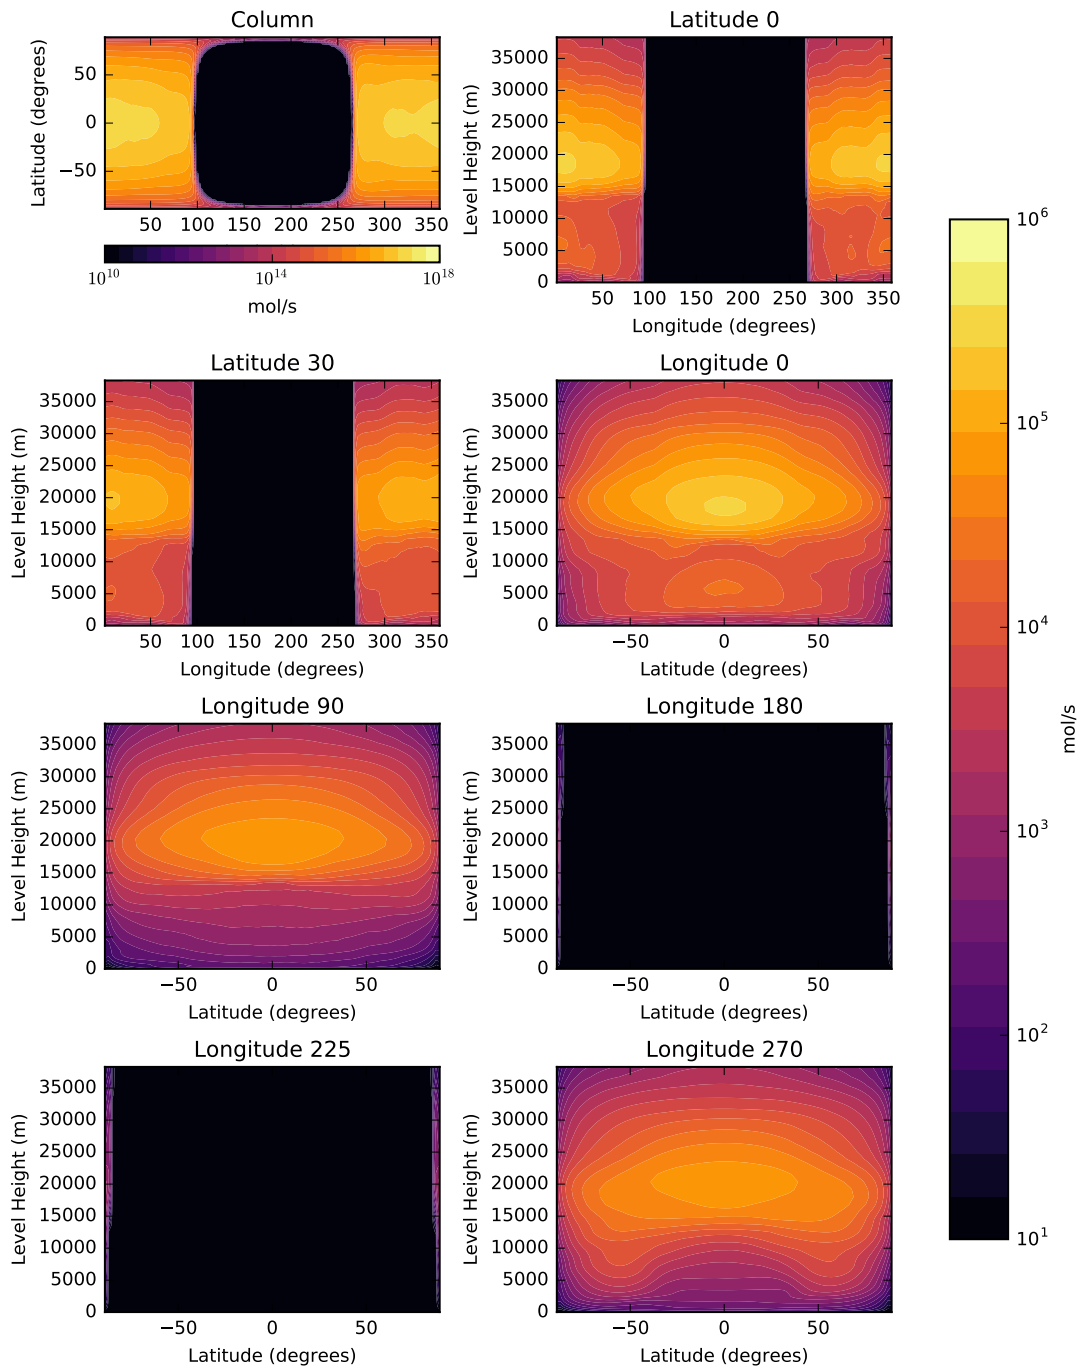 Column
Latitude (degrees)
50
0
−50
50 100 150 200 250 300 350
10^10 10^14 10^18
mol/s
Latitude 0
Level Height (m)
35000
30000
25000
20000
15000
10000
5000
0
50 100 150 200 250 300 350
Longitude (degrees)
Latitude 30
Level Height (m)
35000
30000
25000
20000
15000
10000
5000
0
50 100 150 200 250 300 350
Longitude (degrees)
Longitude 0
Level Height (m)
35000
30000
25000
20000
15000
10000
5000
0
−50 0 50
Latitude (degrees)
Longitude 90
Level Height (m)
35000
30000
25000
20000
15000
10000
5000
0
−50 0 50
Latitude (degrees)
Longitude 180
Level Height (m)
35000
30000
25000
20000
15000
10000
5000
0
−50 0 50
Latitude (degrees)
Longitude 225
Level Height (m)
35000
30000
25000
20000
15000
10000
5000
0
−50 0 50
Latitude (degrees)
Longitude 270
Level Height (m)
35000
30000
25000
20000
15000
10000
5000
0
−50 0 50
Latitude (degrees)
10^6
10^5
10^4
10^3
10^2
10^1
mol/s